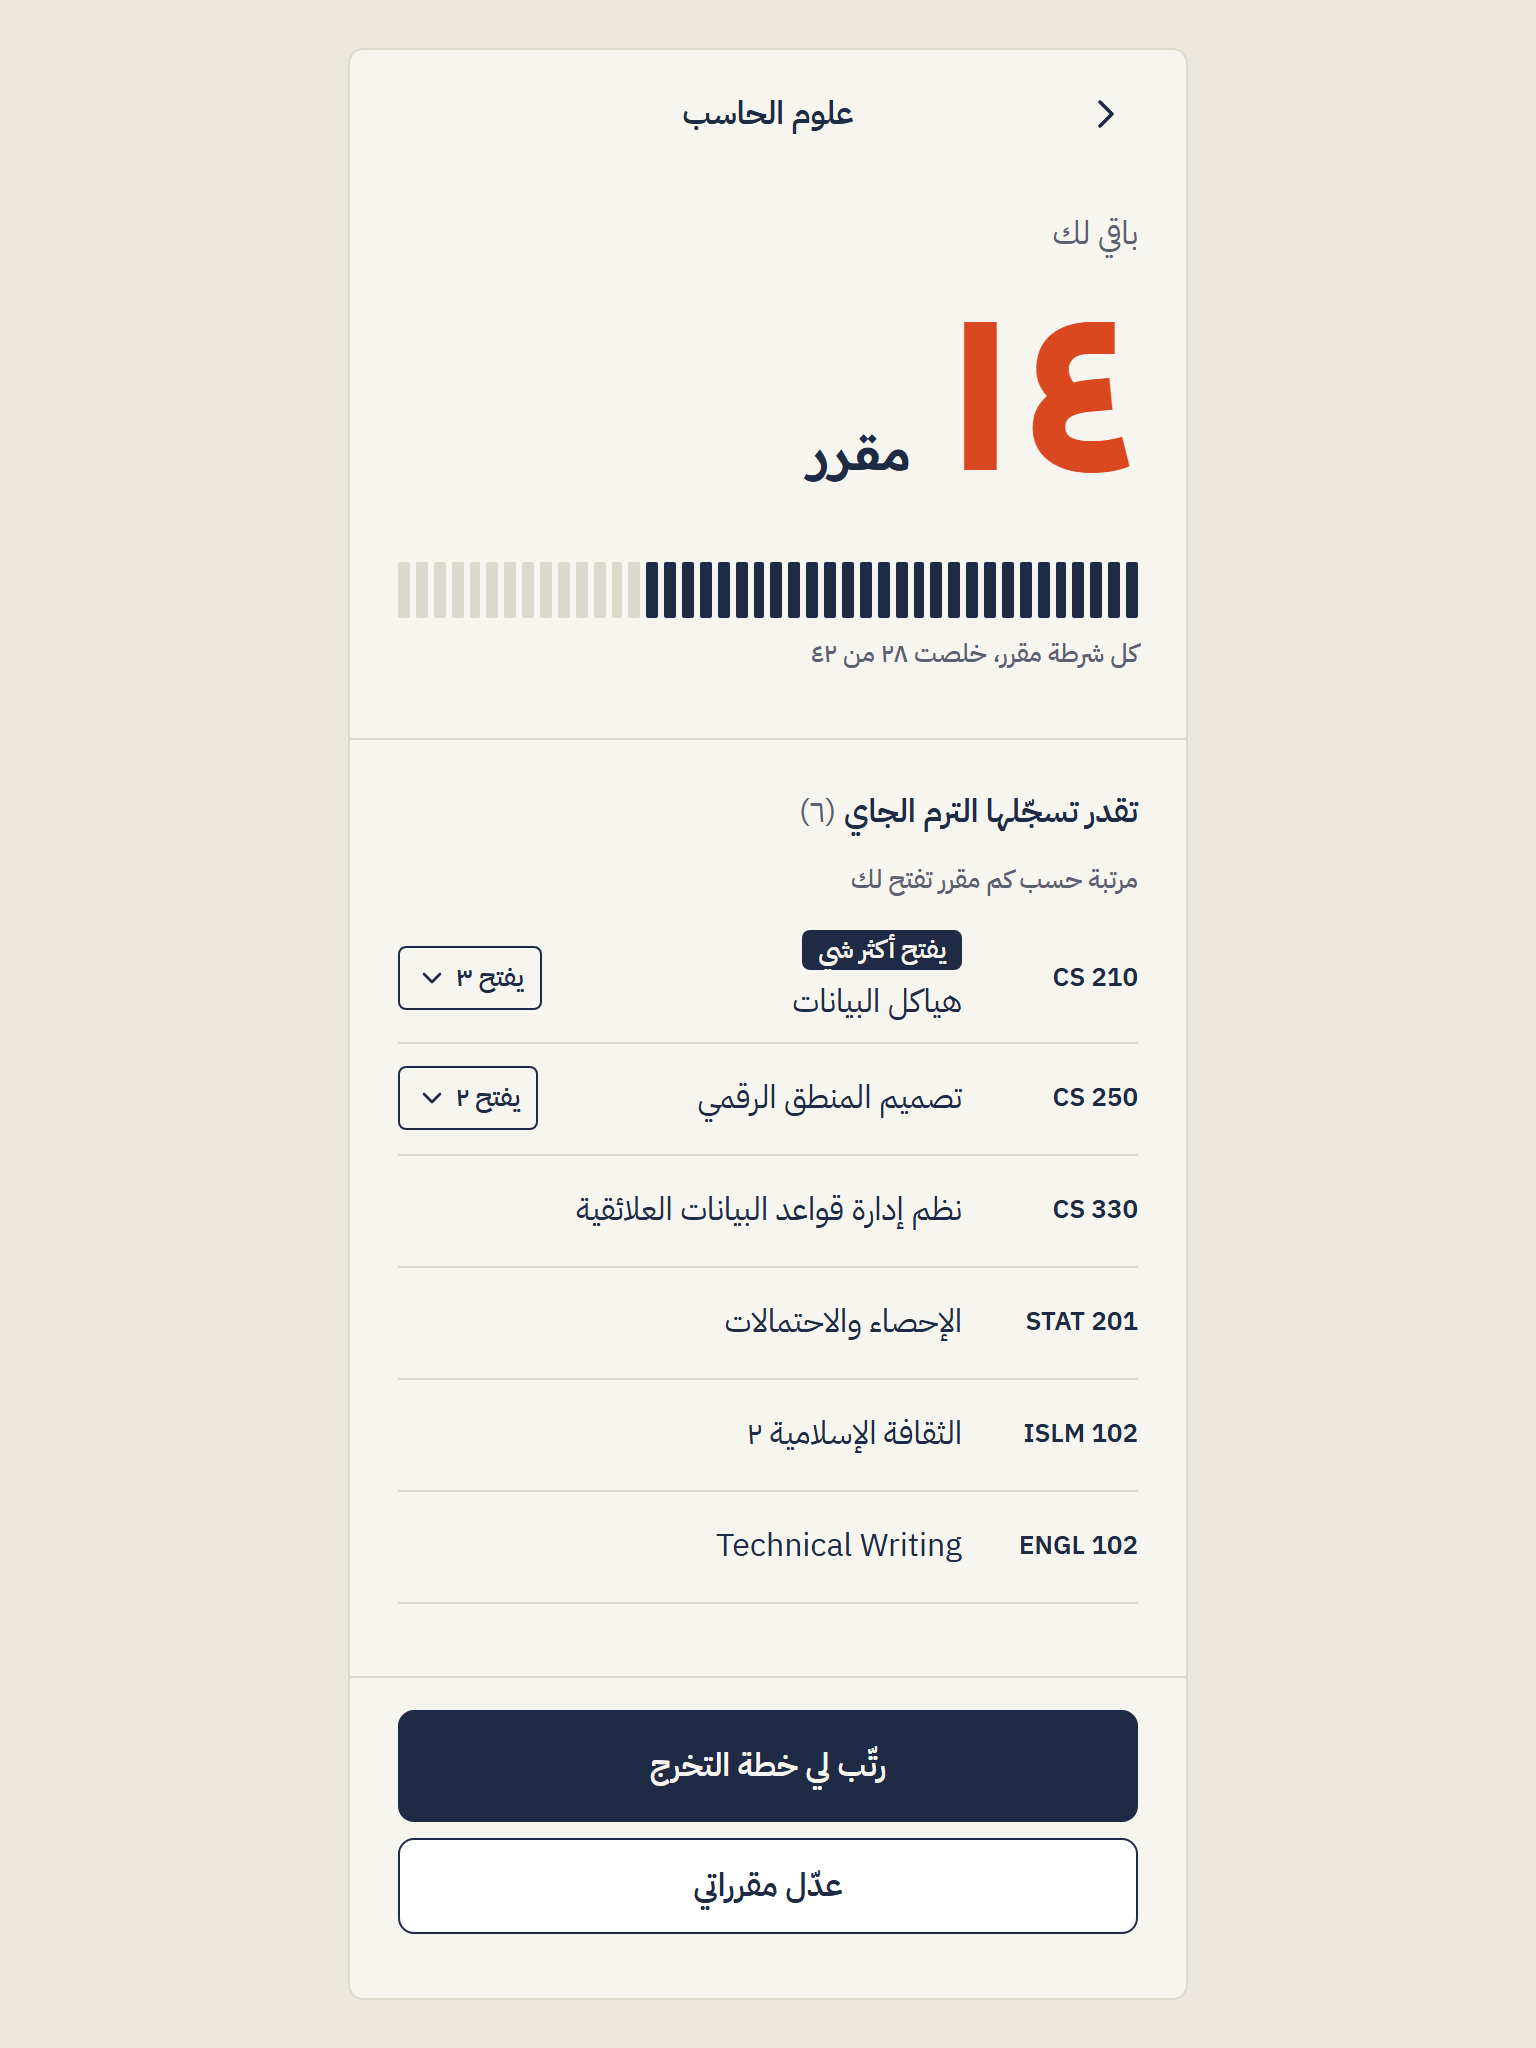 علوم الحاسب
باقي لك
١٤ مقرر
كل شرطة مقرر، خلصت ٢٨ من ٤٢
تقدر تسجّلها الترم الجاي (٦)
مرتبة حسب كم مقرر تفتح لك
يفتح أكثر شي
CS 210 هياكل البيانات يفتح ٣
CS 250 تصميم المنطق الرقمي يفتح ٢
CS 330 نظم إدارة قواعد البيانات العلائقية
STAT 201 الإحصاء والاحتمالات
ISLM 102 الثقافة الإسلامية ٢
ENGL 102 Technical Writing
رتّب لي خطة التخرج
عدّل مقرراتي